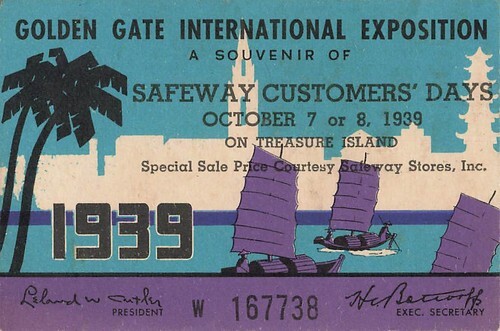 GOLDEN GATE INTERNATIONAL EXPOSITION
A SOUVENIR OF
SAFEWAY CUSTOMERS' DAYS
OCTOBER 7 or 8, 1939
ON TREASURE ISLAND
Special Sale Price Courtesy Safeway Stores, Inc.
1939
Leland W Cutler
PRESIDENT
W 167738
EXEC. SECRETARY